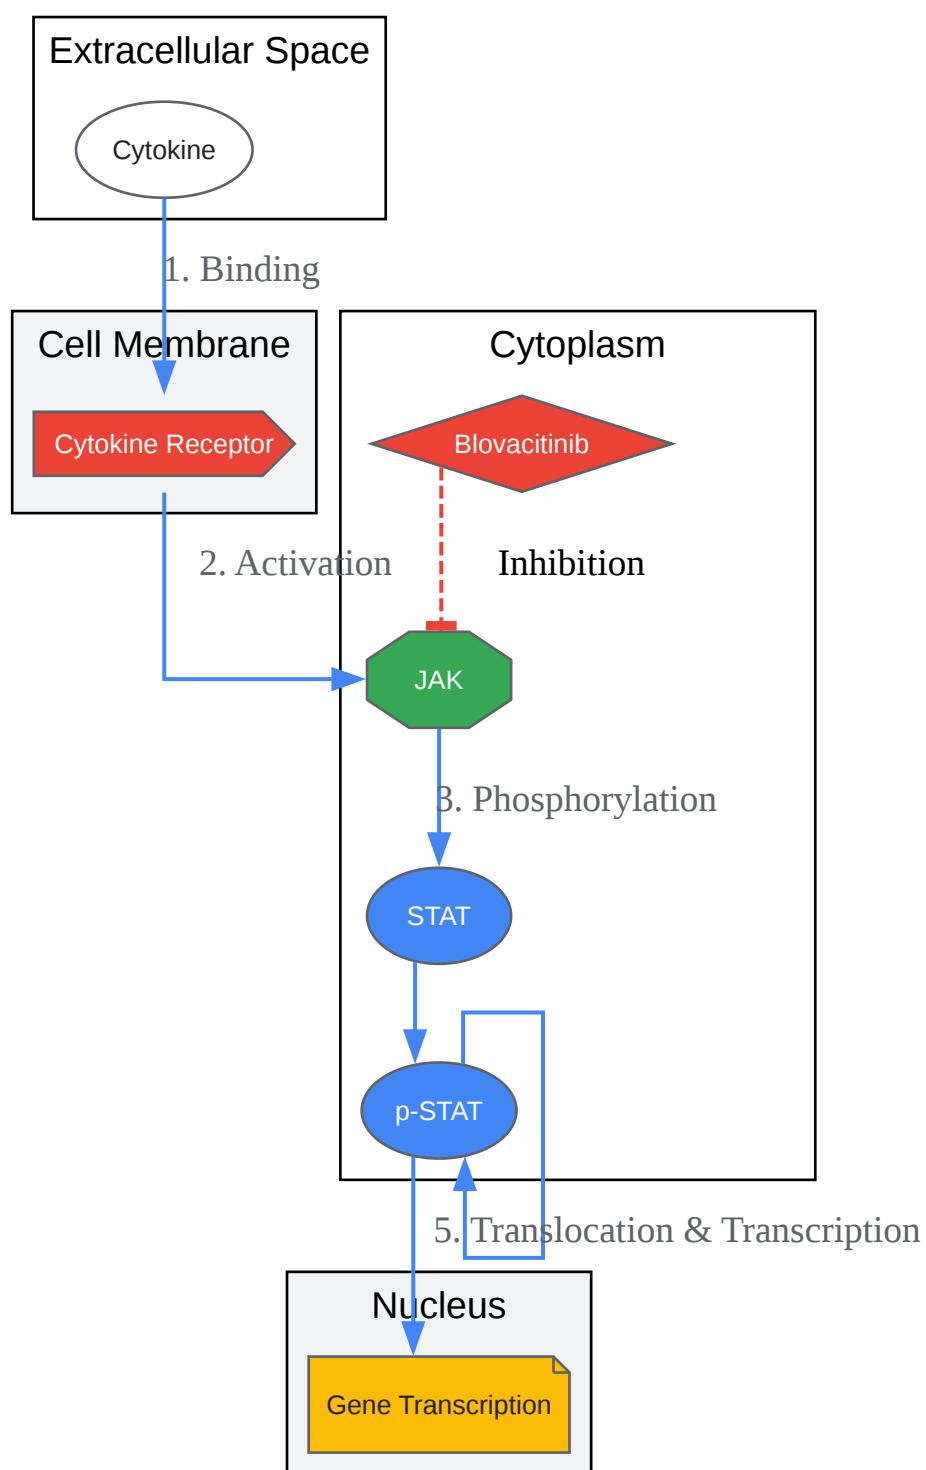 Extracellular Space
Cytokine
1. Binding
Cell Membrane
Cytokine Receptor
Cytoplasm
Blovacitinib
2. Activation
Inhibition
JAK
3. Phosphorylation
STAT
p-STAT
5. Translocation & Transcription
Nucleus
Gene Transcription